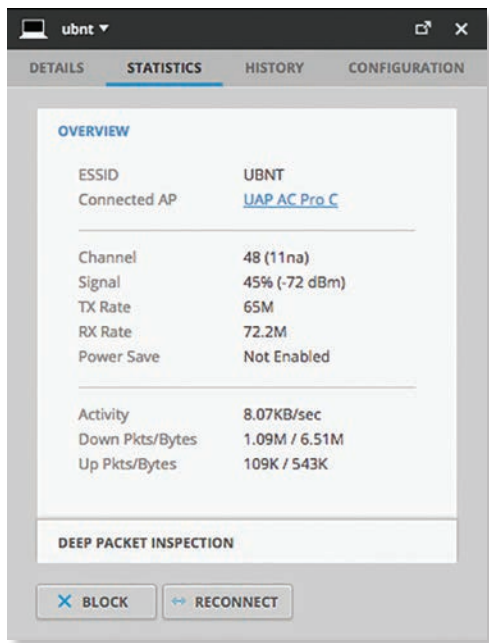 ubnt
DETAILS STATISTICS HISTORY CONFIGURATION
OVERVIEW
ESSID UBNT
Connected AP UAP AC Pro C
Channel 48 (11na)
Signal 45% (-72 dBm)
TX Rate 65M
RX Rate 72.2M
Power Save Not Enabled
Activity 8.07KB/sec
Down Pkts/Bytes 1.09M / 6.51M
Up Pkts/Bytes 109K / 543K
DEEP PACKET INSPECTION
BLOCK RECONNECT